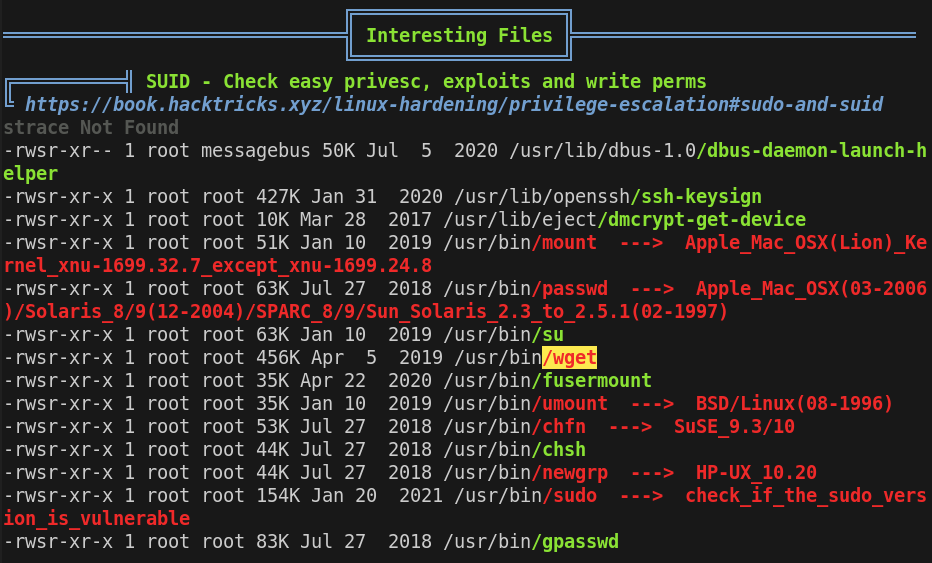 Interesting Files
SUID - Check easy privesc, exploits and write perms
https://book.hacktricks.xyz/linux-hardening/privilege-escalation#sudo-and-suid
strace Not Found
-rwsr-xr-- 1 root messagebus 50K Jul  5  2020 /usr/lib/dbus-1.0/dbus-daemon-launch-h
elper
-rwsr-xr-x 1 root root 427K Jan 31  2020 /usr/lib/openssh/ssh-keysign
-rwsr-xr-x 1 root root 10K Mar 28  2017 /usr/lib/eject/dmcrypt-get-device
-rwsr-xr-x 1 root root 51K Jan 10  2019 /usr/bin/mount  --->  Apple_Mac_OSX(Lion)_Ke
rnel_xnu-1699.32.7_except_xnu-1699.24.8
-rwsr-xr-x 1 root root 63K Jul 27  2018 /usr/bin/passwd  --->  Apple_Mac_OSX(03-2006
)/Solaris_8/9(12-2004)/SPARC_8/9/Sun_Solaris_2.3_to_2.5.1(02-1997)
-rwsr-xr-x 1 root root 63K Jan 10  2019 /usr/bin/su
-rwsr-xr-x 1 root root 456K Apr  5  2019 /usr/bin/wget
-rwsr-xr-x 1 root root 35K Apr 22  2020 /usr/bin/fusermount
-rwsr-xr-x 1 root root 35K Jan 10  2019 /usr/bin/umount  --->  BSD/Linux(08-1996)
-rwsr-xr-x 1 root root 53K Jul 27  2018 /usr/bin/chfn  --->  SuSE_9.3/10
-rwsr-xr-x 1 root root 44K Jul 27  2018 /usr/bin/chsh
-rwsr-xr-x 1 root root 44K Jul 27  2018 /usr/bin/newgrp  --->  HP-UX_10.20
-rwsr-xr-x 1 root root 154K Jan 20  2021 /usr/bin/sudo  --->  check_if_the_sudo_vers
ion_is_vulnerable
-rwsr-xr-x 1 root root 83K Jul 27  2018 /usr/bin/gpasswd